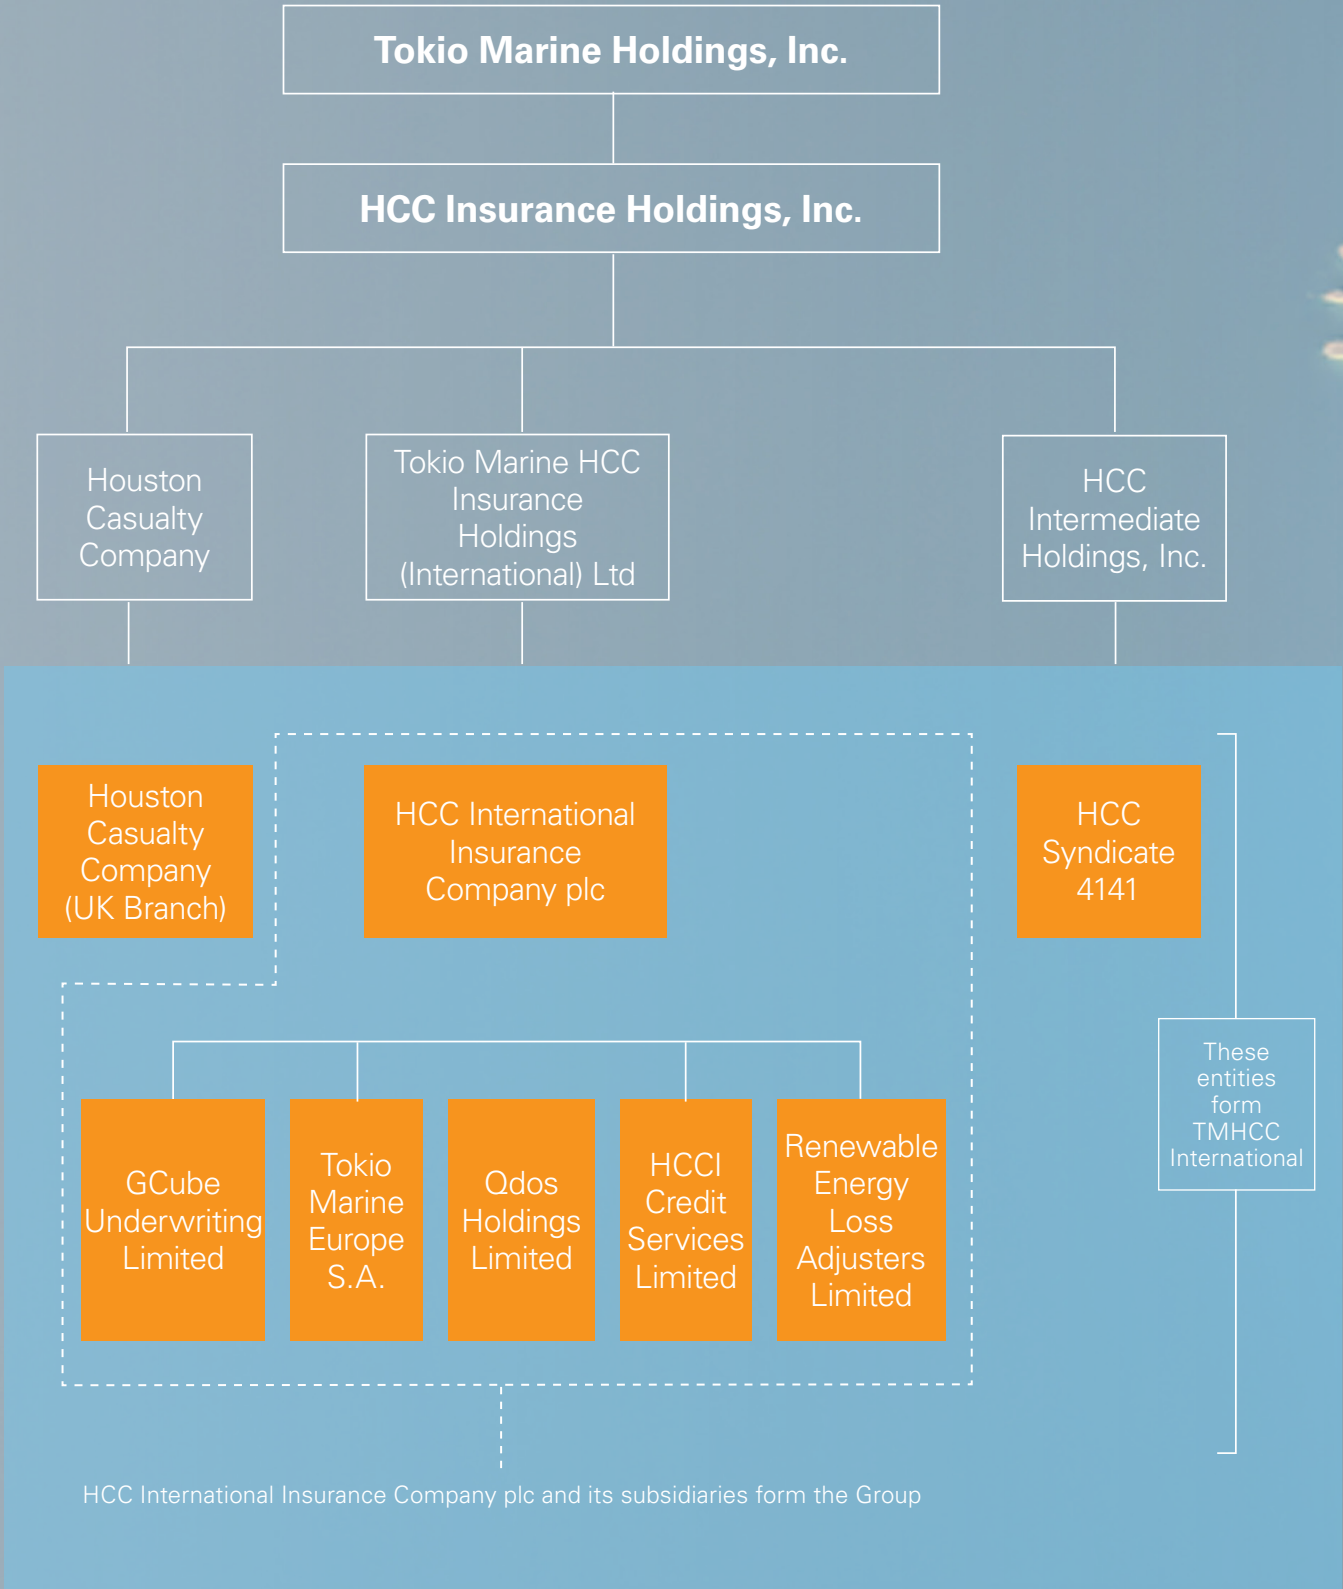 Tokio Marine Holdings, Inc.
HCC Insurance Holdings, Inc.
Houston
Casualty
Company
Tokio Marine HCC
Insurance
Holdings
(International) Ltd
HCC
Intermediate
Holdings, Inc.
Houston
Casualty
Company
(UK Branch)
HCC International
Insurance
Company plc
HCC
Syndicate
4141
These
entities
form
TMHCC
International
GCube
Underwriting
Limited
Tokio
Marine
Europe
S.A.
Qdos
Holdings
Limited
HCCI
Credit
Services
Limited
Renewable
Energy
Loss
Adjusters
Limited
HCC International Insurance Company plc and its subsidiaries form the Group